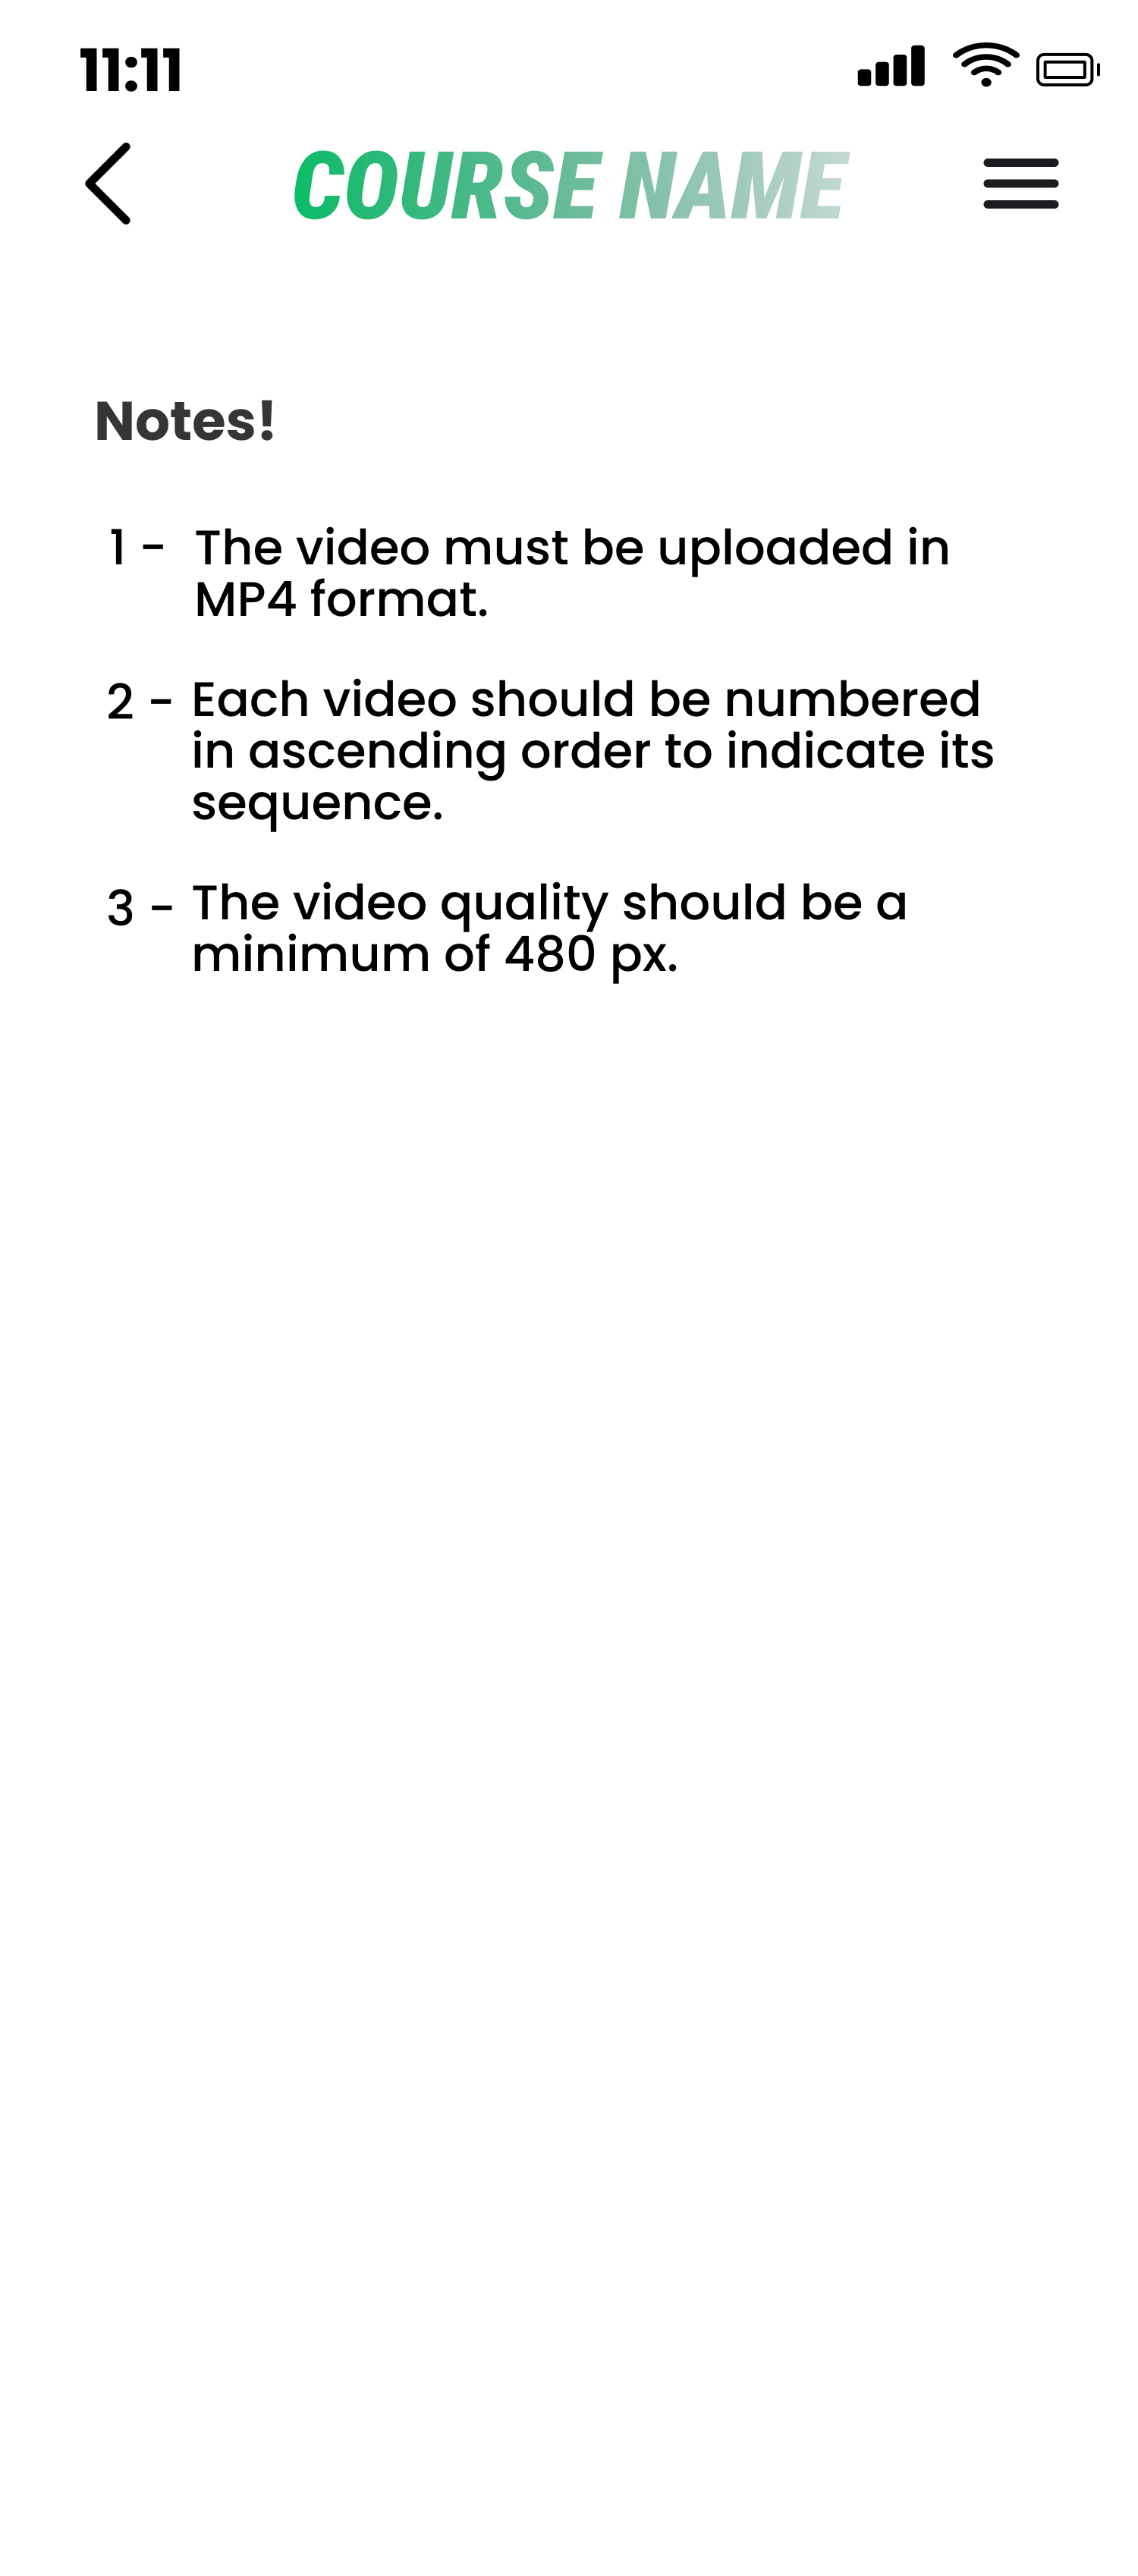 11:11
COURSE NAME
Notes!
1 - The video must be uploaded in
MP4 format.
2 - Each video should be numbered
in ascending order to indicate its
sequence.
3 - The video quality should be a
minimum of 480 px.